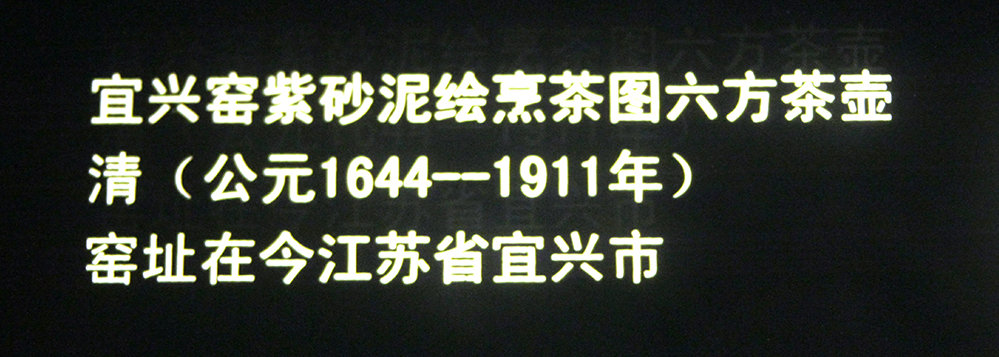 宜兴窑紫砂泥绘烹茶图六方茶壶
清（公元1644--1911年）
窑址在今江苏省宜兴市